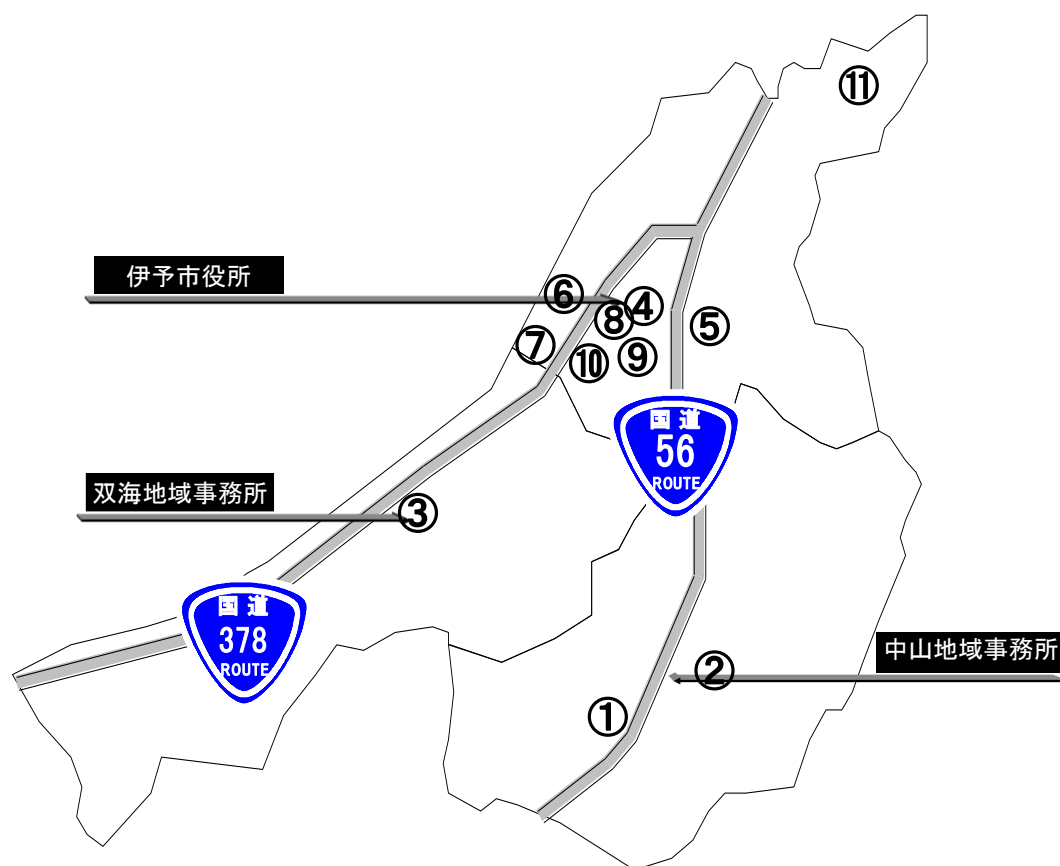 ⑪
伊予市役所
⑥
④
⑧
⑤
⑦
⑩
⑨
国道
56
ROUTE
双海地域事務所
③
国道
378
ROUTE
中山地域事務所
②
①